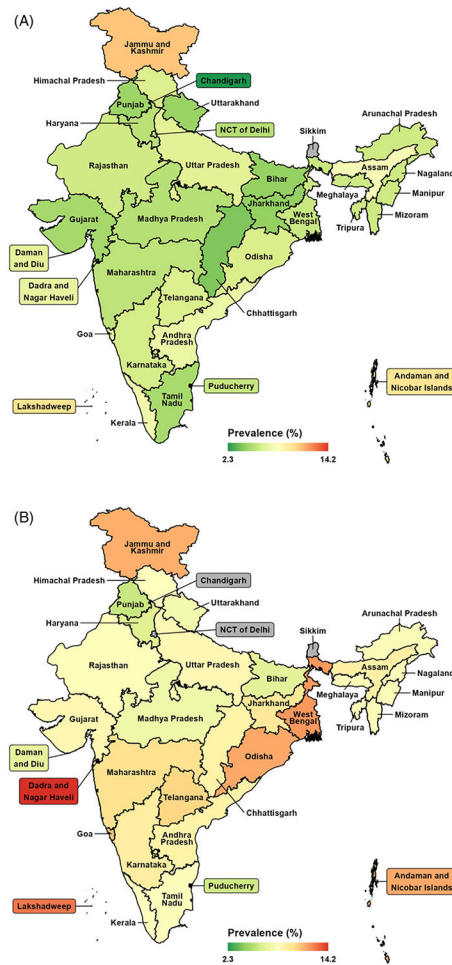 (A)
Jammu and
Kashmir
Himachal Pradesh
Chandigarh
Punjab
Uttarakhand
Haryana
NCT of Delhi
Arunachal Pradesh
Sikkim
Rajasthan
Uttar Pradesh
Assam
Nagaland
Bihar
Meghalaya
Manipur
Jharkhand
Gujarat
Madhya Pradesh
West
Bengal
Tripura
Mizoram
Daman
and Diu
Odisha
Maharashtra
Dadra and
Nagar Haveli
Telangana
Chhattisgarh
Goa
Andhra
Pradesh
Karnataka
Andaman and
Nicobar Islands
Puducherry
Tamil
Nadu
Lakshadweep
Kerala
Prevalence (%)
2.3
14.2
(B)
Jammu and
Kashmir
Himachal Pradesh
Chandigarh
Punjab
Uttarakhand
Haryana
NCT of Delhi
Arunachal Pradesh
Sikkim
Rajasthan
Uttar Pradesh
Assam
Nagaland
Bihar
Meghalaya
Manipur
Jharkhand
Gujarat
Madhya Pradesh
West
Bengal
Tripura
Mizoram
Daman
and Diu
Odisha
Maharashtra
Dadra and
Nagar Haveli
Telangana
Chhattisgarh
Goa
Andhra
Pradesh
Karnataka
Andaman and
Nicobar Islands
Puducherry
Tamil
Nadu
Lakshadweep
Kerala
Prevalence (%)
2.3
14.2